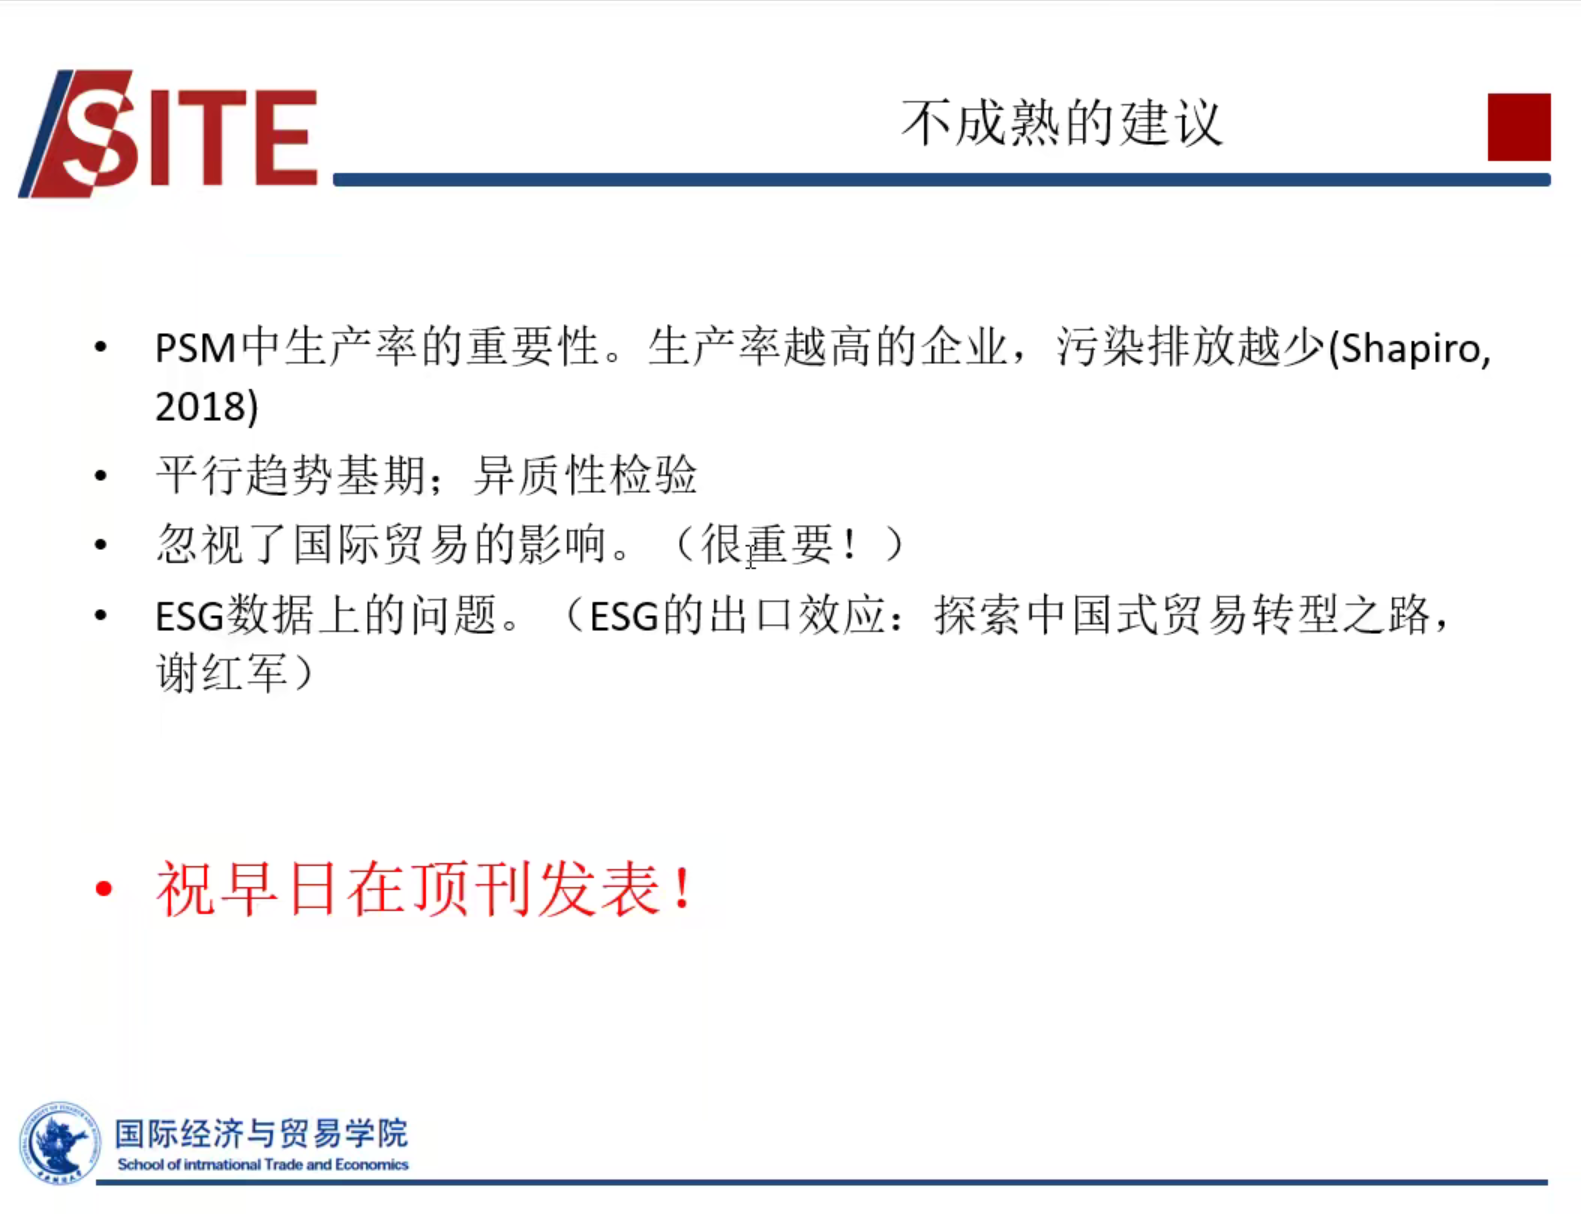 SITE
不成熟的建议
• PSM中生产率的重要性。生产率越高的企业，污染排放越少(Shapiro,
2018)
• 平行趋势基期；异质性检验
• 忽视了国际贸易的影响。（很重要！）
• ESG数据上的问题。（ESG的出口效应：探索中国式贸易转型之路，
谢红军）
• 祝早日在顶刊发表！
国际经济与贸易学院
School of intrnational Trade and Economics